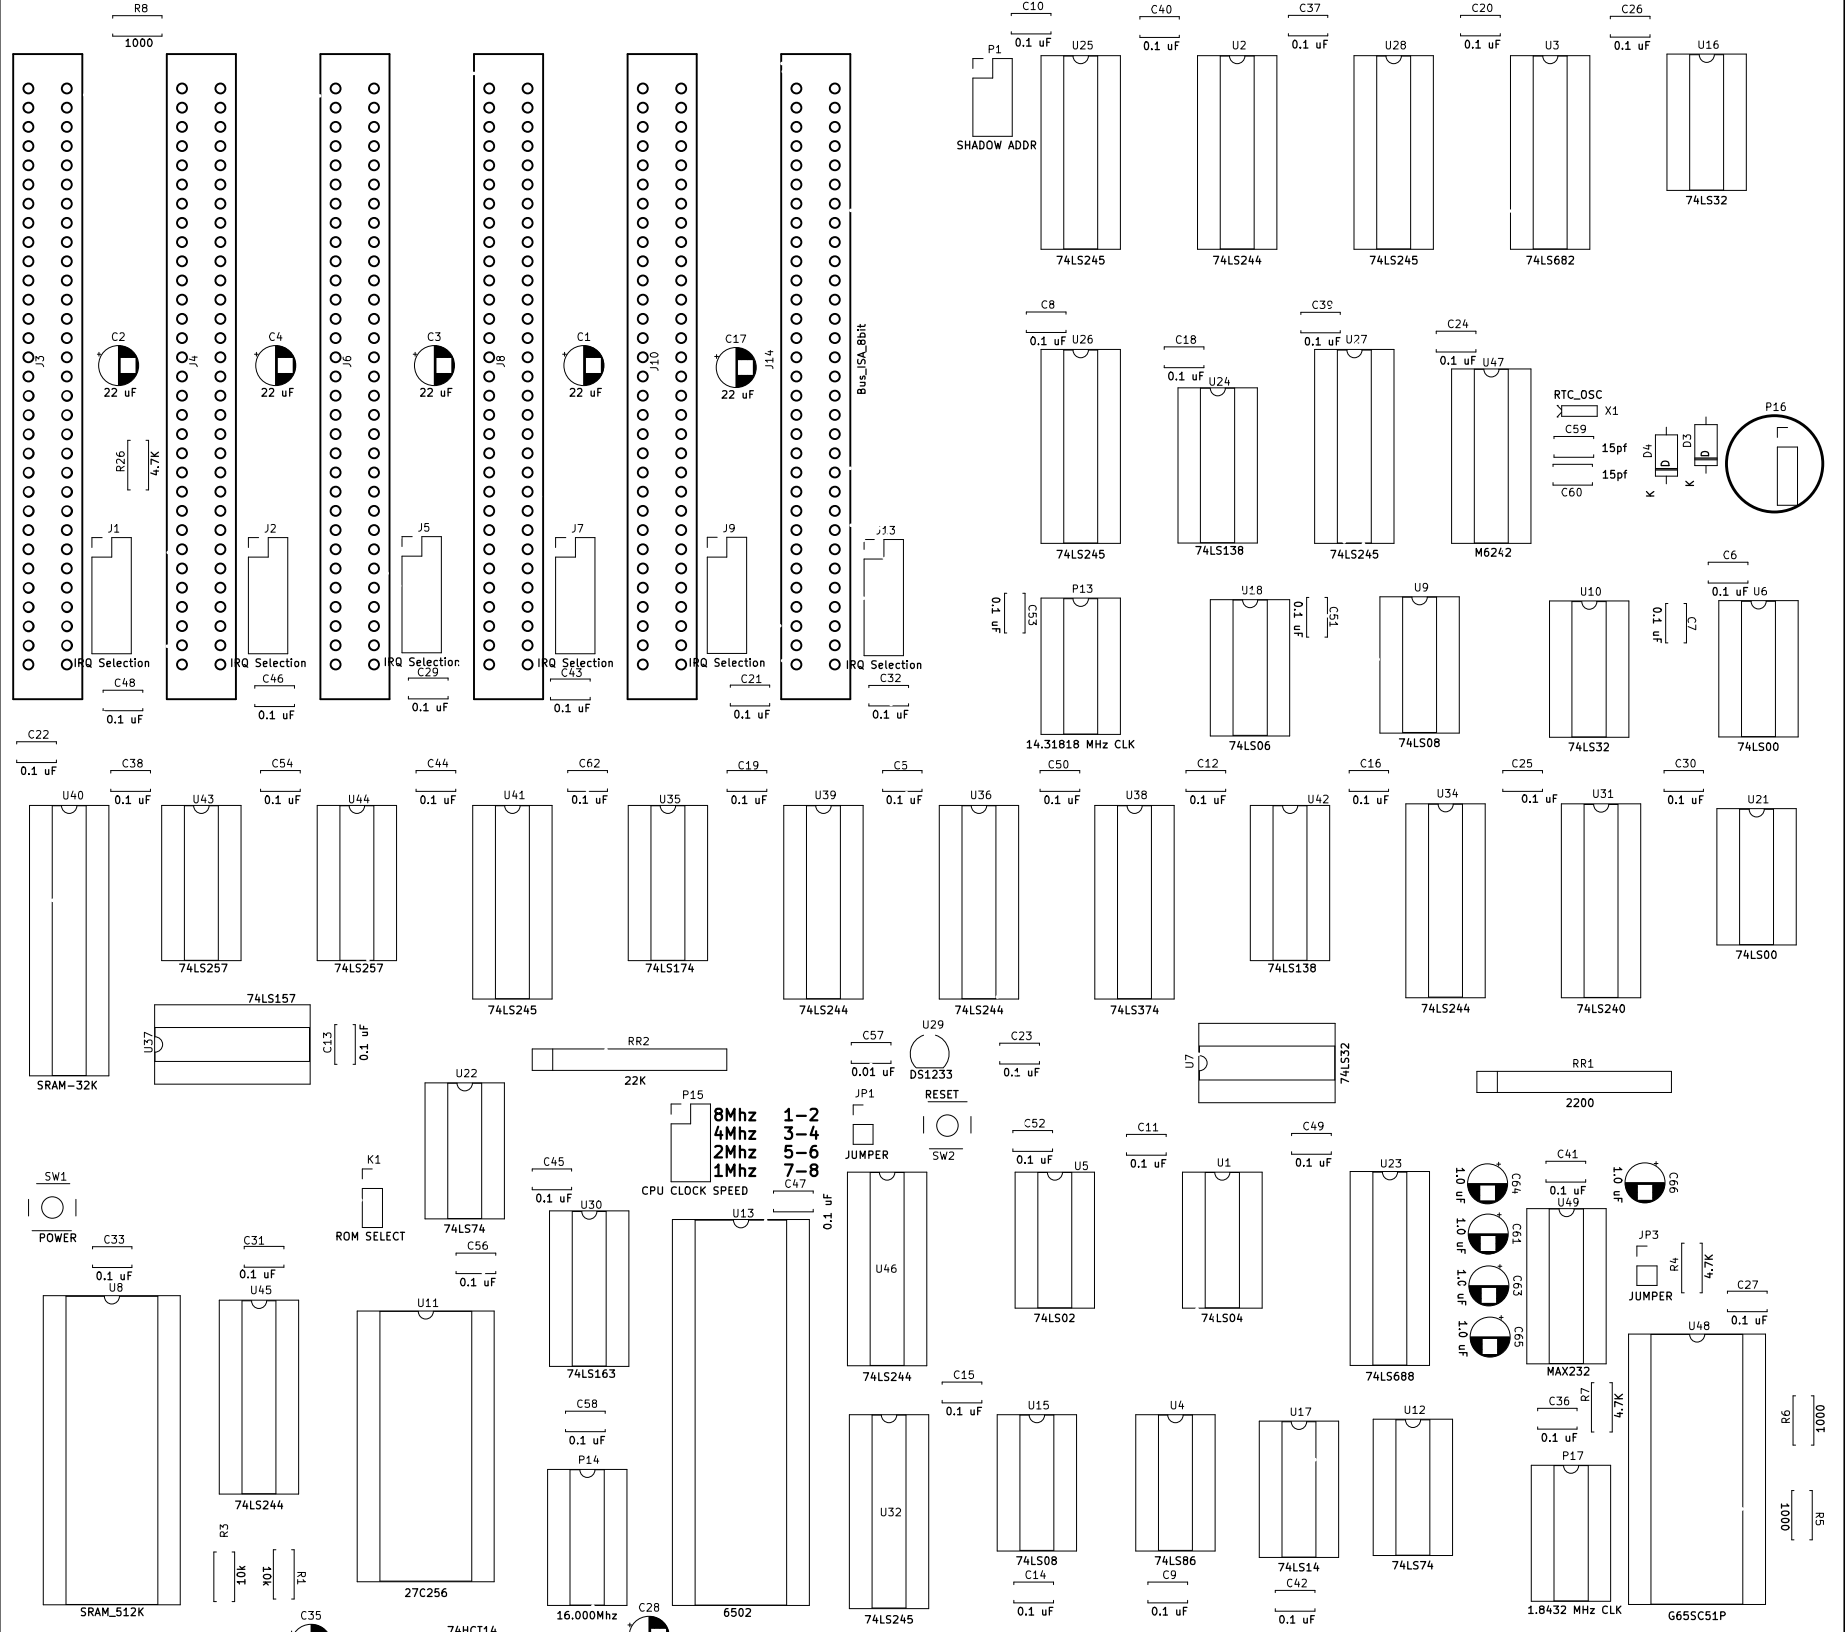 R8
1000
C10
0.1 uF
C40
0.1 uF
C37
0.1 uF
C20
0.1 uF
C26
0.1 uF
P1
SHADOW ADDR
U25
74LS245
U2
74LS244
U28
74LS245
U3
74LS682
U16
74LS32
J3
C2
22 uF
J4
C4
22 uF
J6
C3
22 uF
J8
C1
22 uF
J10
C17
22 uF
J14
Bus_ISA_8bit
C8
0.1 uF
U26
74LS245
C18
0.1 uF
U24
74LS138
C39
0.1 uF
U27
74LS245
C24
0.1 uF
U47
M6242
RTC_OSC
X1
C59
15pf
15pf
C60
D4
D
K
D3
D
K
P16
R26
4.7K
J1
IRQ Selection
J2
IRQ Selection
J5
IRQ Selection
J7
IRQ Selection
J9
IRQ Selection
J13
IRQ Selection
C48
0.1 uF
C46
0.1 uF
C29
0.1 uF
C43
0.1 uF
C21
0.1 uF
C32
0.1 uF
0.1 uF
C53
P13
14.31818 MHz CLK
U18
74LS06
0.1 uF
C51
U9
74LS08
U10
74LS32
0.1 uF
C7
C6
0.1 uF
U6
74LS00
C22
0.1 uF
C38
0.1 uF
C54
0.1 uF
C44
0.1 uF
C62
0.1 uF
C19
0.1 uF
C5
0.1 uF
C50
0.1 uF
C12
0.1 uF
C16
0.1 uF
C25
0.1 uF
C30
0.1 uF
U40
SRAM-32K
U43
74LS257
U44
74LS257
U41
74LS245
U35
74LS174
U39
74LS244
U36
74LS244
U38
74LS374
U42
74LS138
U34
74LS244
U31
74LS240
U21
74LS00
74LS157
U37
C13
0.1 uF
RR2
22K
C57
0.01 uF
U29
DS1233
C23
0.1 uF
U7
74LS32
RR1
2200
U22
74LS74
P15
8Mhz 1-2
4Mhz 3-4
2Mhz 5-6
1Mhz 7-8
CPU CLOCK SPEED
JP1
JUMPER
RESET
SW2
C52
0.1 uF
C11
0.1 uF
C49
0.1 uF
SW1
POWER
K1
ROM SELECT
C45
0.1 uF
C47
0.1 uF
U5
74LS02
U1
74LS04
U23
74LS688
1.0 uF
C64
C41
0.1 uF
1.0 uF
C66
1.0 uF
C61
U49
MAX232
C63
1.0 uF
C65
JP3
JUMPER
R4
4.7K
C27
0.1 uF
C33
0.1 uF
C31
0.1 uF
C56
0.1 uF
U8
SRAM_512K
U45
74LS244
U11
27C256
U30
74LS163
U13
6502
U46
74LS244
C15
0.1 uF
C58
0.1 uF
P14
16.000Mhz
U32
74LS245
U15
74LS08
U4
74LS86
U17
74LS14
U12
74LS74
R7
4.7K
C36
0.1 uF
P17
1.8432 MHz CLK
U48
G65SC51P
R6
1000
1000
R5
R3
10k
10k
R1
C14
0.1 uF
C9
0.1 uF
C42
0.1 uF
C35
C28